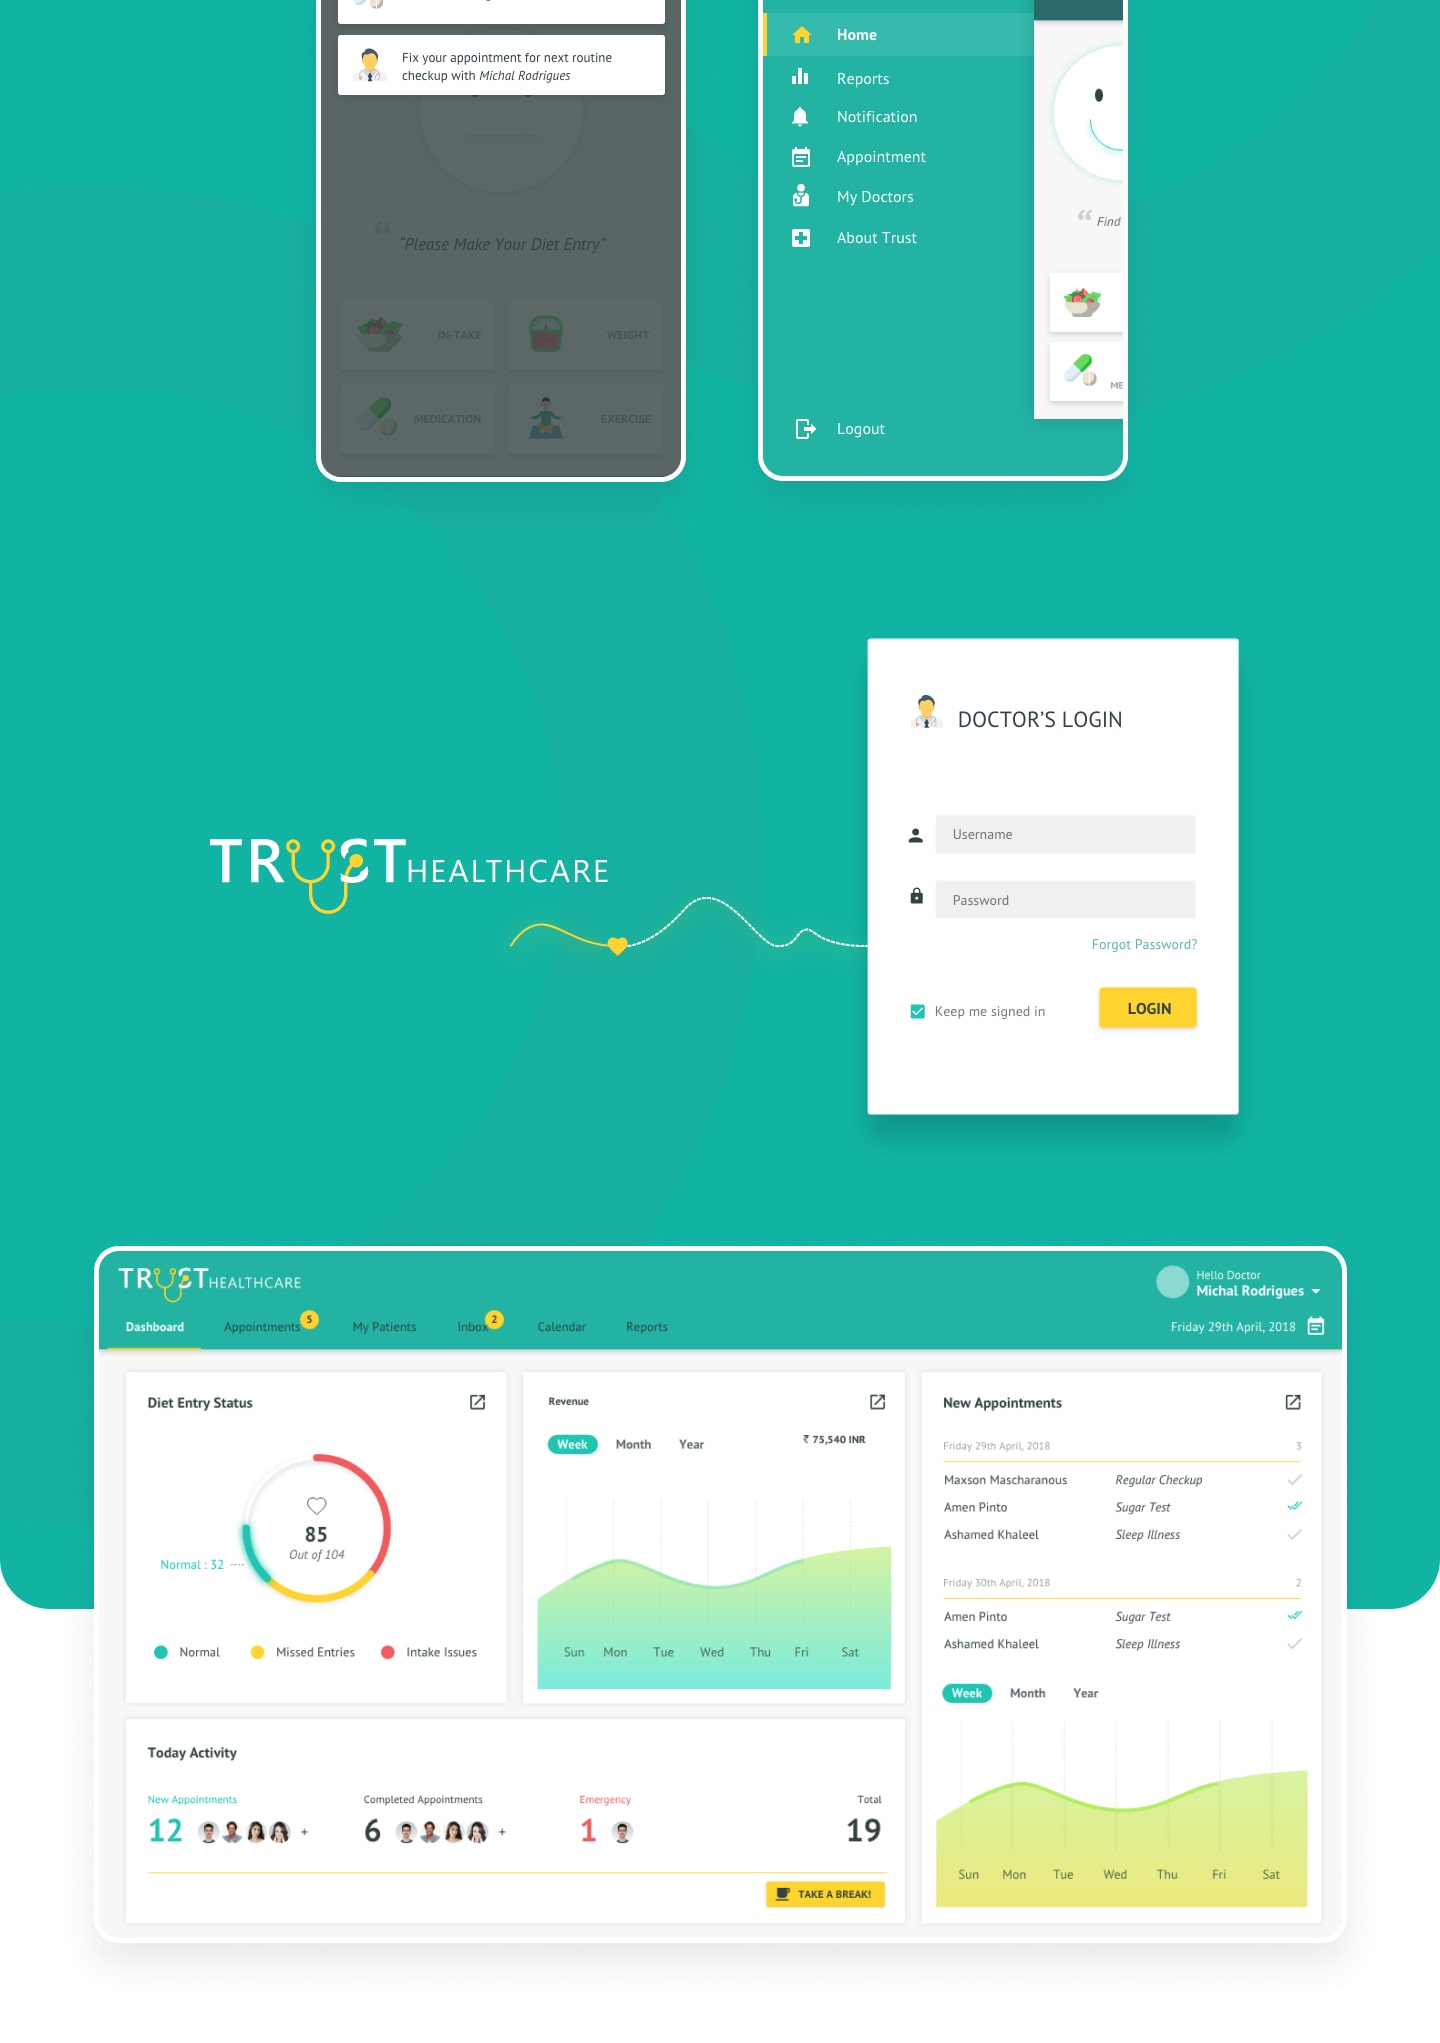 Fix your appointment for next routine
checkup with Michal Rodrigues
“
“Please Make Your Diet Entry”
IN-TAKE
WEIGHT
MEDICATION
EXERCISE
Home
Reports
Notification
Appointment
My Doctors
About Trust
Logout
“ Find
ME
TRUST HEALTHCARE
DOCTOR’S LOGIN
Username
Password
Forgot Password?
Keep me signed in
LOGIN
TRUST HEALTHCARE
Hello Doctor
Michal Rodrigues
Dashboard
Appointments 5
My Patients
Inbox 2
Calendar
Reports
Friday 29th April, 2018
Diet Entry Status
85
Out of 104
Normal : 32
Normal
Missed Entries
Intake Issues
Revenue
Week Month Year
₹ 75,540 INR
Sun Mon Tue Wed Thu Fri Sat
New Appointments
Friday 29th April, 2018 3
Maxson Mascharanous Regular Checkup
Amen Pinto Sugar Test
Ashamed Khaleel Sleep Illness
Friday 30th April, 2018 2
Amen Pinto Sugar Test
Ashamed Khaleel Sleep Illness
Week Month Year
Sun Mon Tue Wed Thu Fri Sat
Today Activity
New Appointments
12 +
Completed Appointments
6 +
Emergency
1
Total
19
TAKE A BREAK!